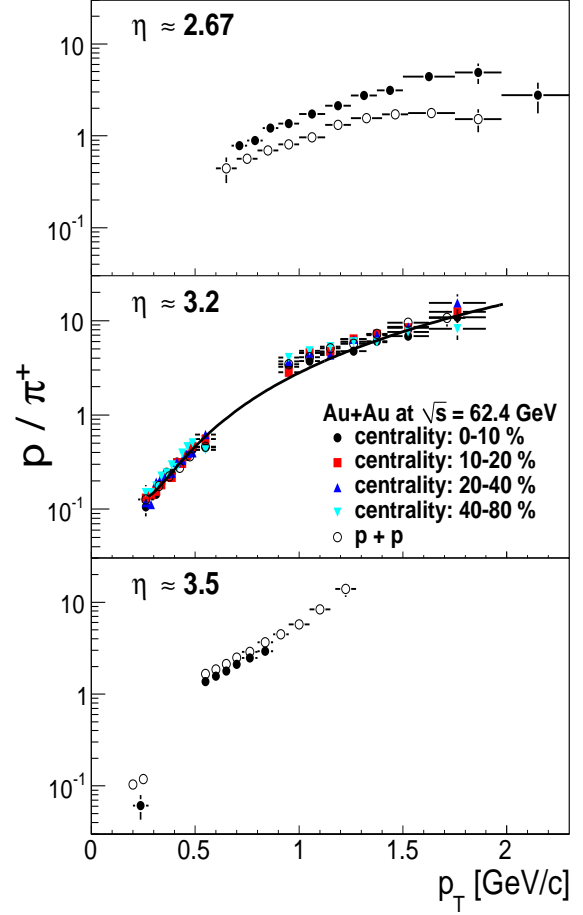 η ≈ 2.67
10
1
10⁻¹
η ≈ 3.2
10
1
10⁻¹
p / π⁺
Au+Au at √s = 62.4 GeV
centrality: 0-10 %
centrality: 10-20 %
centrality: 20-40 %
centrality: 40-80 %
p + p
η ≈ 3.5
10
1
10⁻¹
0 0.5 1 1.5 2
p_T [GeV/c]